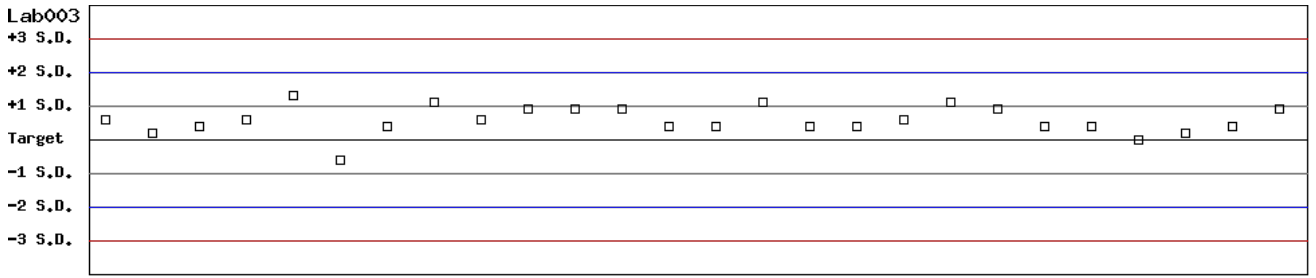 Lab003
+3 S.D.
+2 S.D.
+1 S.D.
Target
-1 S.D.
-2 S.D.
-3 S.D.